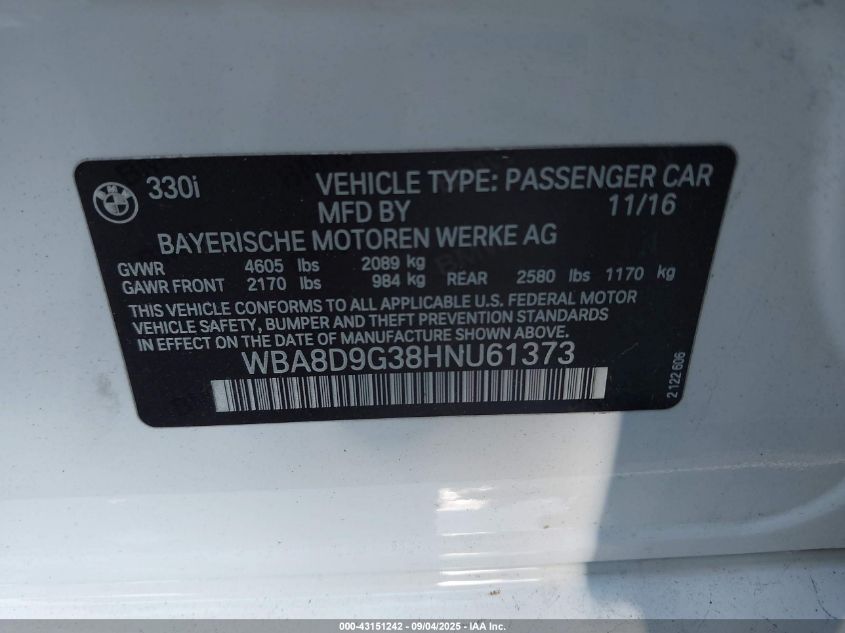 BMW
330i VEHICLE TYPE: PASSENGER CAR
MFD BY 11/16
BAYERISCHE MOTOREN WERKE AG
GVWR 4605 lbs 2089 kg
GAWR FRONT 2170 lbs 984 kg REAR 2580 lbs 1170 kg
THIS VEHICLE CONFORMS TO ALL APPLICABLE U.S. FEDERAL MOTOR
VEHICLE SAFETY, BUMPER AND THEFT PREVENTION STANDARDS
IN EFFECT ON THE DATE OF MANUFACTURE SHOWN ABOVE.
WBA8D9G38HNU61373
2 122 606
000-43151242 - 09/04/2025 - IAA Inc.